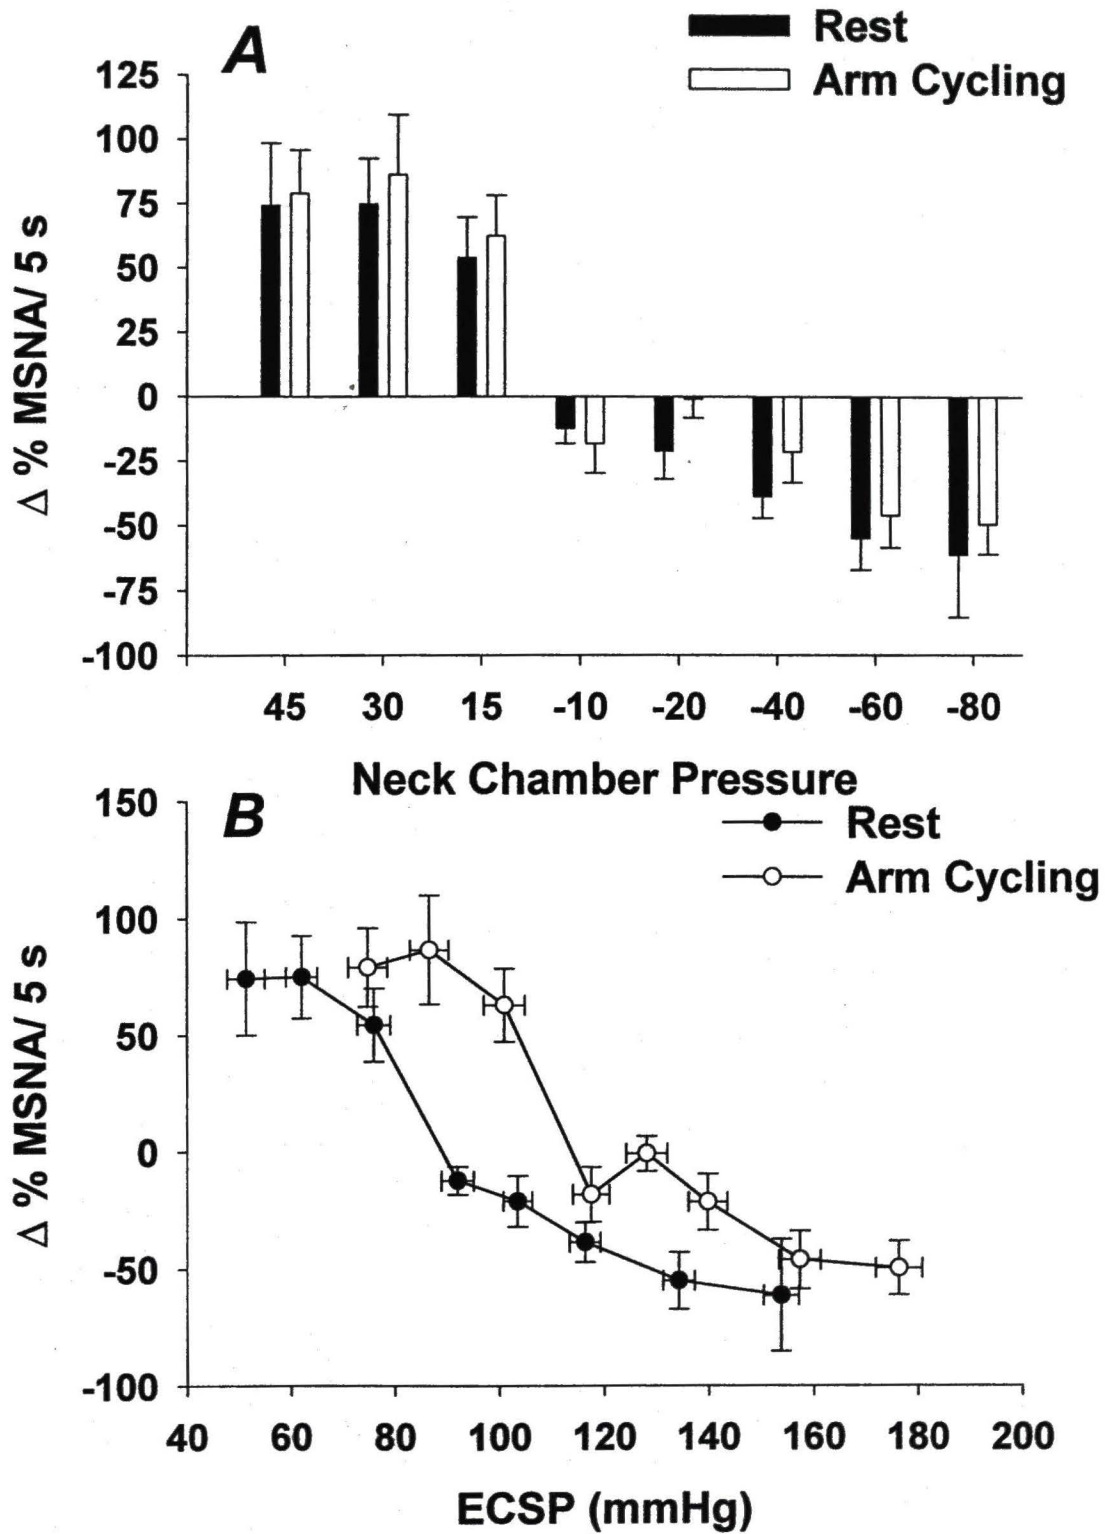 A
Rest
Arm Cycling
125
100
75
50
25
0
-25
-50
-75
-100
Δ % MSNA/ 5 s
45 30 15 -10 -20 -40 -60 -80
Neck Chamber Pressure
B
Rest
Arm Cycling
150
100
50
0
-50
-100
Δ % MSNA/ 5 s
40 60 80 100 120 140 160 180 200
ECSP (mmHg)